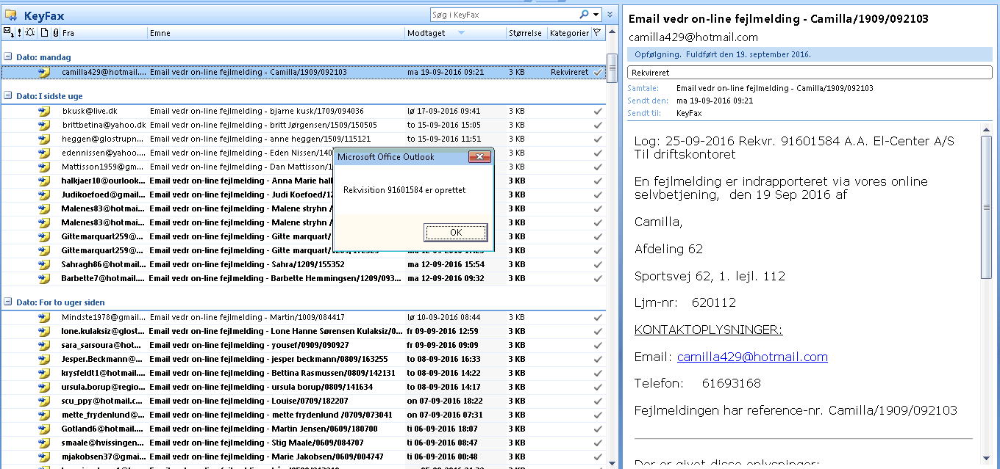 KeyFax
Søg i KeyFax
Fra Emne Modtaget Størrelse Kategorier
Dato: mandag
camilla429@hotmail.... Email vedr on-line fejlmelding - Camilla/1909/092103 ma 19-09-2016 09:21 3 KB Rekvireret
Dato: I sidste uge
bkusk@live.dk Email vedr on-line fejlmelding - bjarne kusk/1709/094036 lø 17-09-2016 09:41 3 KB
brittbetina@yahoo.dk Email vedr on-line fejlmelding - britt Jørgensen/1509/150505 to 15-09-2016 15:05 3 KB
heggen@glostrupn... Email vedr on-line fejlmelding - anne heggen/1509/115121 to 15-09-2016 11:51 3 KB
edennissen@yahoo.... Email vedr on-line fejlmelding - Eden Nissen/140 3 KB
Mattisson1959@gm... Email vedr on-line fejlmelding - Dan Mattisson/1 3 KB
halkjaer10@ourlook... Email vedr on-line fejlmelding - Anna Marie hall 3 KB
Judikoefoed@gmail... Email vedr on-line fejlmelding - Judi Koefoed/12 3 KB
Malenes83@hotmai... Email vedr on-line fejlmelding - Malene stryhn / 3 KB
Malenes83@hotmai... Email vedr on-line fejlmelding - Malene stryhn / 3 KB
Gittemarquart259@... Email vedr on-line fejlmelding - Gitte marquart/ 3 KB
Gittemarquart259@... Email vedr on-line fejlmelding - Gitte marquart/ 3 KB
Sahragh86@hotmail... Email vedr on-line fejlmelding - Sahra/1209/155352 ma 12-09-2016 15:54 3 KB
Barbette7@hotmail.... Email vedr on-line fejlmelding - Barbette Hemmingsen/1209/093... ma 12-09-2016 09:32 3 KB
Dato: For to uger siden
Mindste1978@gmail... Email vedr on-line fejlmelding - Martin/1009/084417 lø 10-09-2016 08:44 3 KB
lone.kulaksiz@glost... Email vedr on-line fejlmelding - Lone Hanne Sørensen Kulaksiz/0... fr 09-09-2016 12:59 3 KB
sara_sarsoura@hot... Email vedr on-line fejlmelding - yousef/0909/090927 fr 09-09-2016 09:09 3 KB
Jesper.Beckmann@... Email vedr on-line fejlmelding - jesper beckmann/0809/163255 to 08-09-2016 16:33 3 KB
krysfeldt1@hotmail.... Email vedr on-line fejlmelding - Bettina Rasmussen/0809/142131 to 08-09-2016 14:22 3 KB
ursula.borup@regio... Email vedr on-line fejlmelding - ursula borup/0809/141634 to 08-09-2016 14:17 3 KB
scu_ppy@hotmail.c... Email vedr on-line fejlmelding - Louise/0709/182207 on 07-09-2016 18:22 3 KB
mette_frydenlund@... Email vedr on-line fejlmelding - mette frydenlund /0709/073041 on 07-09-2016 07:31 3 KB
Gotland6@hotmail.... Email vedr on-line fejlmelding - Martin Jensen/0609/180700 ti 06-09-2016 18:07 3 KB
smaale@hvissingen... Email vedr on-line fejlmelding - Stig Maale/0609/084707 ti 06-09-2016 08:47 3 KB
mjakobsen37@gmai... Email vedr on-line fejlmelding - Marie Jakobsen/0609/004747 ti 06-09-2016 00:48 3 KB
Microsoft Office Outlook
Rekvisition 91601584 er oprettet
OK
Email vedr on-line fejlmelding - Camilla/1909/092103
camilla429@hotmail.com
Opfølgning. Fuldført den 19. september 2016.
Rekvireret
Samtale: Email vedr on-line fejlmelding - Camilla/1909/092103
Sendt den: ma 19-09-2016 09:21
Sendt til: KeyFax
Log: 25-09-2016 Rekvr. 91601584 A.A. El-Center A/S
Til driftskontoret
En fejlmelding er indrapporteret via vores online
selvbetjening, den 19 Sep 2016 af
Camilla,
Afdeling 62
Sportsvej 62, 1. lejl. 112
Ljm-nr: 620112
KONTAKTOPLYSNINGER:
Email: camilla429@hotmail.com
Telefon: 61693168
Fejlmeldingen har reference-nr. Camilla/1909/092103
Der er givet disse oplysninger: